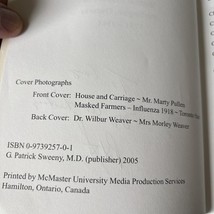 Cover Photographs
Front Cover: House and Carriage ~ Mr. Marty Pullen
Masked Farmers ~ Influenza 1918 ~
Back Cover: Dr. Wilbur Weaver ~ Mrs Morley Weaver
ISBN 0-9739257-0-1
G. Patrick Sweeny, M.D. (publisher) 2005
Printed by McMaster University Media Production Services
Hamilton, Ontario, Canada